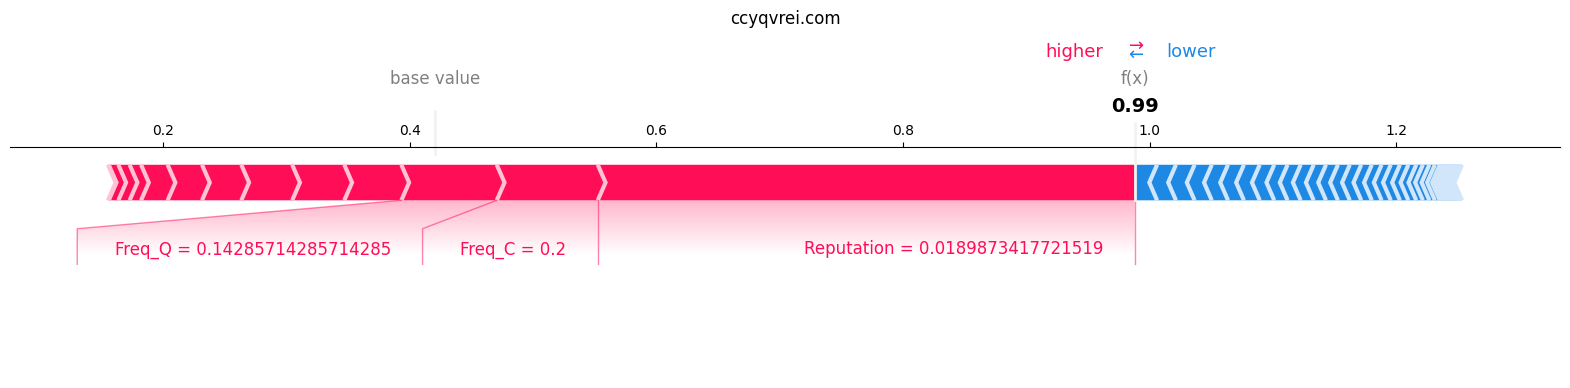 ccyqvrei.com
higher ⇄ lower
base value
f(x)
0.99
0.2 0.4 0.6 0.8 1.0 1.2
Freq_Q = 0.14285714285714285
Freq_C = 0.2
Reputation = 0.0189873417721519